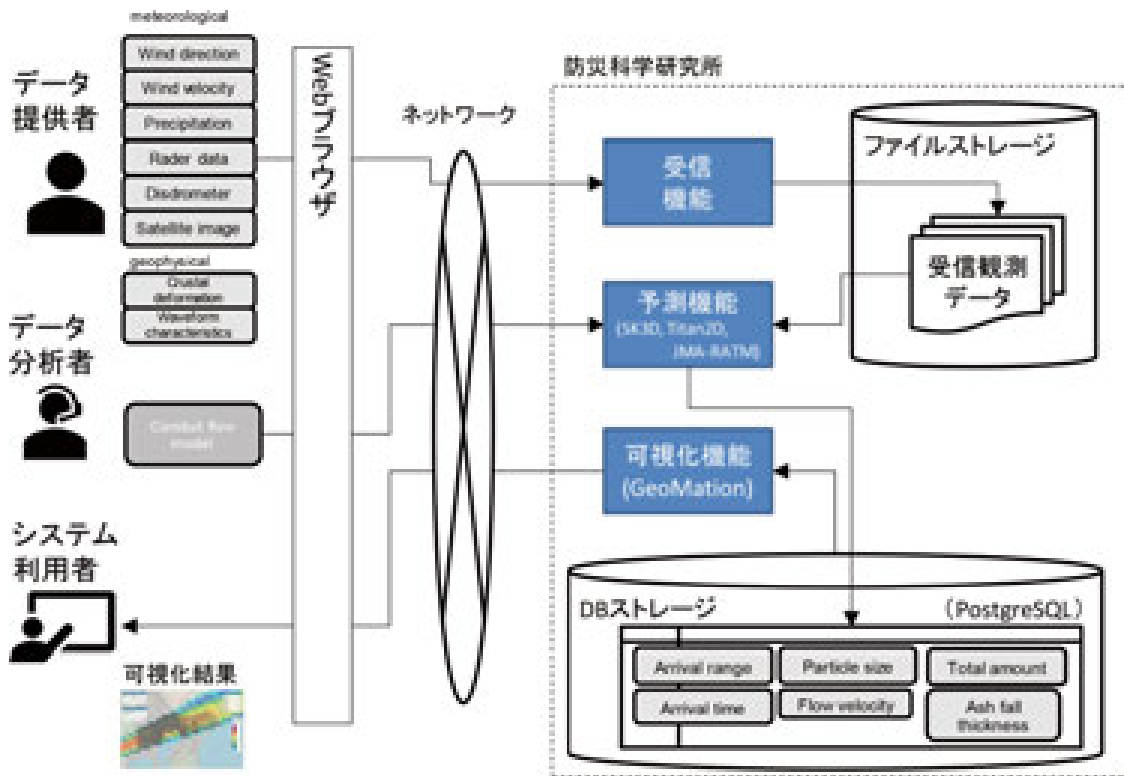 meteorological
データ
提供者
Wind direction
Wind velocity
Precipitation
Rader data
Disdrometer
Satellite image
geophysical
Crustal
deformation
Waveform
characteristics
データ
分析者
model
システム
利用者
可視化結果
Webブラウザ
ネットワーク
防災科学研究所
受信
機能
ファイルストレージ
受信観測
データ
予測機能
(SK3D, Titan2D,
JMA-RATM)
可視化機能
(GeoMation)
DBストレージ
(PostgreSQL)
Arrival range
Particle size
Total amount
Arrival time
Flow velocity
Ash fall
thickness